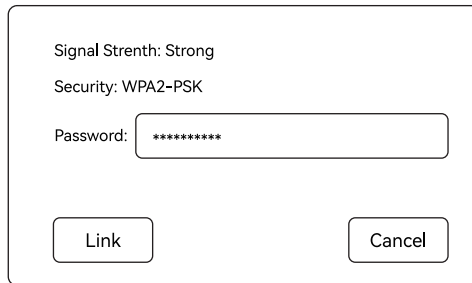 Signal Strenth: Strong
Security: WPA2-PSK
Password: **********
Link Cancel